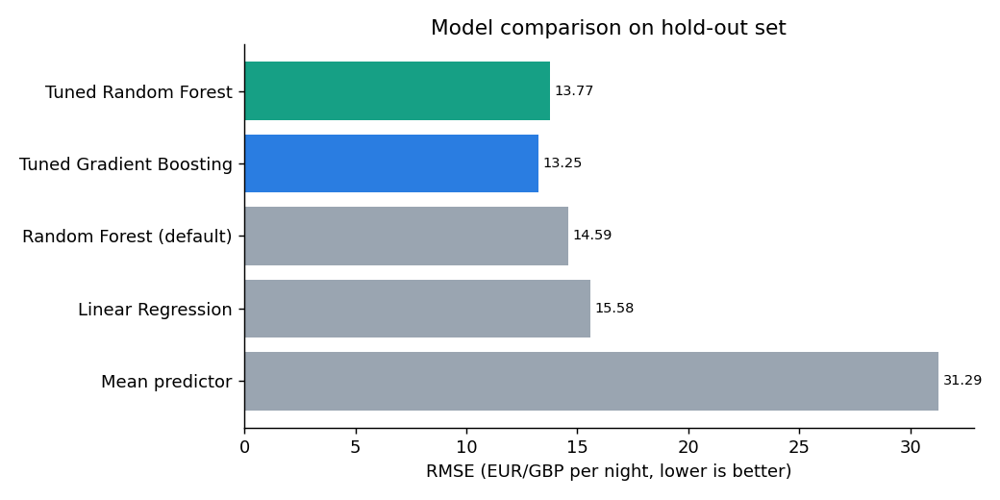 Model comparison on hold-out set
Tuned Random Forest 13.77
Tuned Gradient Boosting 13.25
Random Forest (default) 14.59
Linear Regression 15.58
Mean predictor 31.29
0 5 10 15 20 25 30
RMSE (EUR/GBP per night, lower is better)